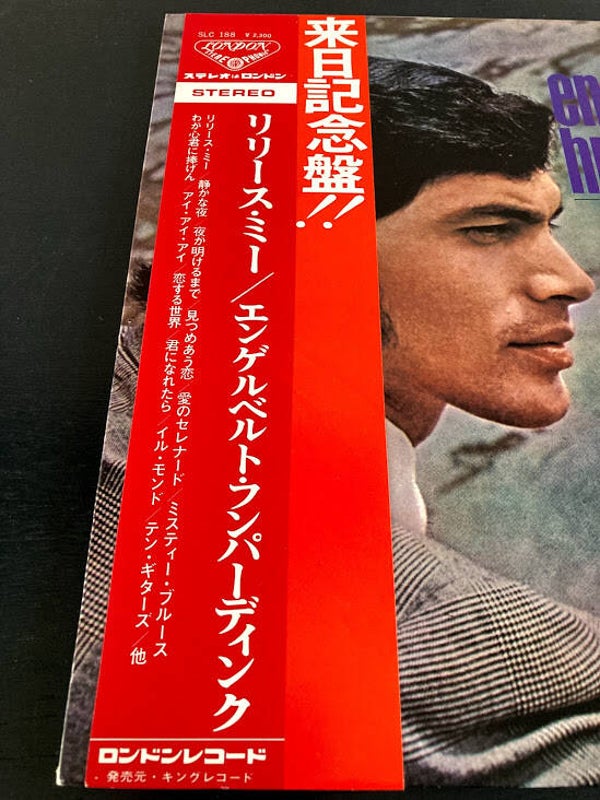 来日記念盤!!
SLC 188 ¥2,300
LONDON
ステレオはロンドン
STEREO
リリース・ミー/エンゲルベルト・フンパーディンク
リリース・ミー/静かな夜/夜が明けるまで/見つめあう恋/愛のセレナード/ミスティー・ブルース
わが心君に捧げん/アイ・アイ・アイ/恋する世界/君になれたら/イル・モンド/テン・ギターズ/他
ロンドンレコード
発売元・キングレコード
en